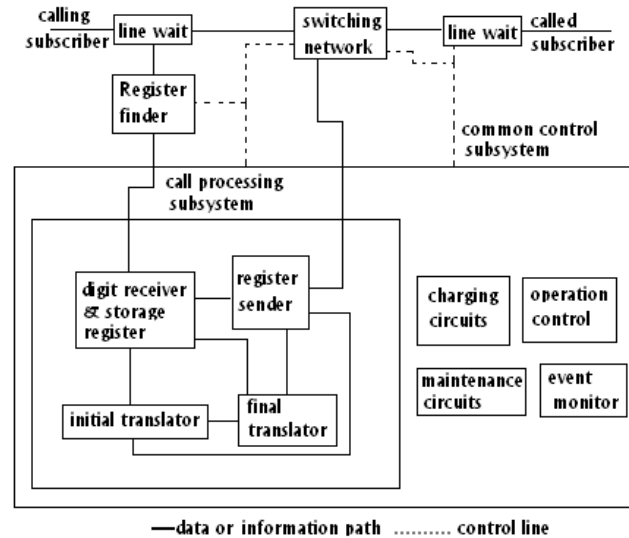 calling
subscriber
line wait
switching
network
line wait
called
subscriber
Register
finder
common control
subsystem
call processing
subsystem
digit receiver
& storage
register
register
sender
charging
circuits
operation
control
initial translator
final
translator
maintenance
circuits
event
monitor
data or information path
control line